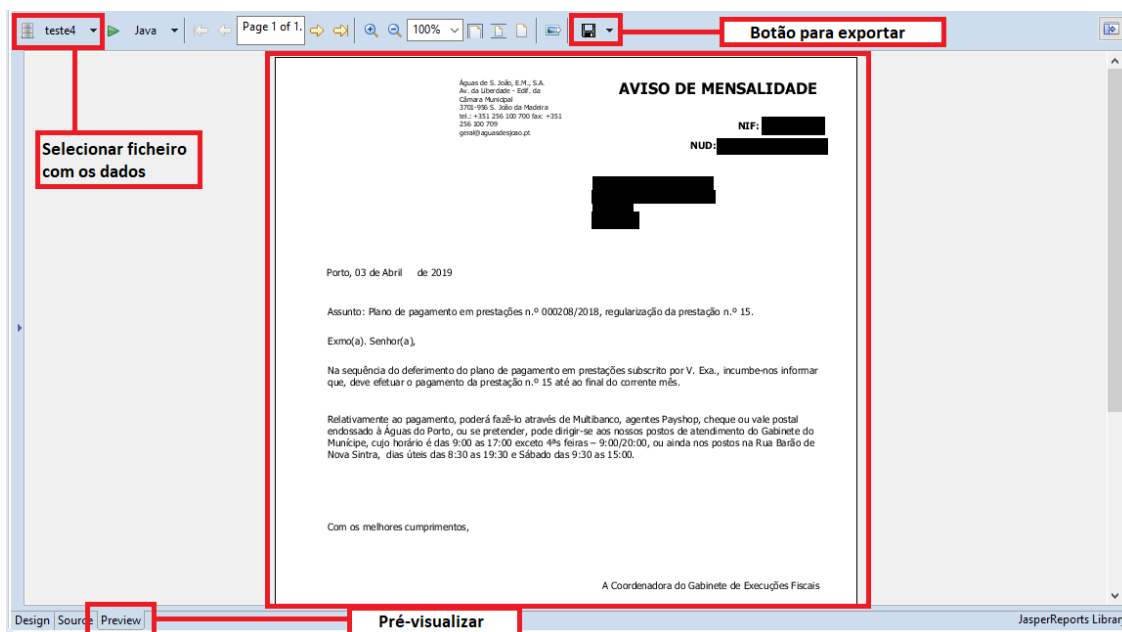 teste4
Java
Page 1 of 1.
100%
Botão para exportar
Selecionar ficheiro
com os dados
Águas de S. João, E.M., S.A.
Av. da Liberdade - Edif. da
Câmara Municipal
3701-956 S. João da Madeira
tel.: +351 256 100 700 fax: +351
256 100 709
geral@aguasdesjoao.pt
AVISO DE MENSALIDADE
NIF:
NUD:
Porto, 03 de Abril de 2019
Assunto: Plano de pagamento em prestações n.º 000208/2018, regularização da prestação n.º 15.
Exmo(a). Senhor(a),
Na sequência do deferimento do plano de pagamento em prestações subscrito por V. Exa., incumbe-nos informar
que, deve efetuar o pagamento da prestação n.º 15 até ao final do corrente mês.
Relativamente ao pagamento, poderá fazê-lo através de Multibanco, agentes Payshop, cheque ou vale postal
endossado à Águas do Porto, ou se pretender, pode dirigir-se aos nossos postos de atendimento do Gabinete do
Munícipe, cujo horário é das 9:00 as 17:00 exceto 4ªs feiras – 9:00/20:00, ou ainda nos postos na Rua Barão de
Nova Sintra, dias úteis das 8:30 as 19:30 e Sábado das 9:30 as 15:00.
Com os melhores cumprimentos,
A Coordenadora do Gabinete de Execuções Fiscais
Design Source Preview
Pré-visualizar
JasperReports Library